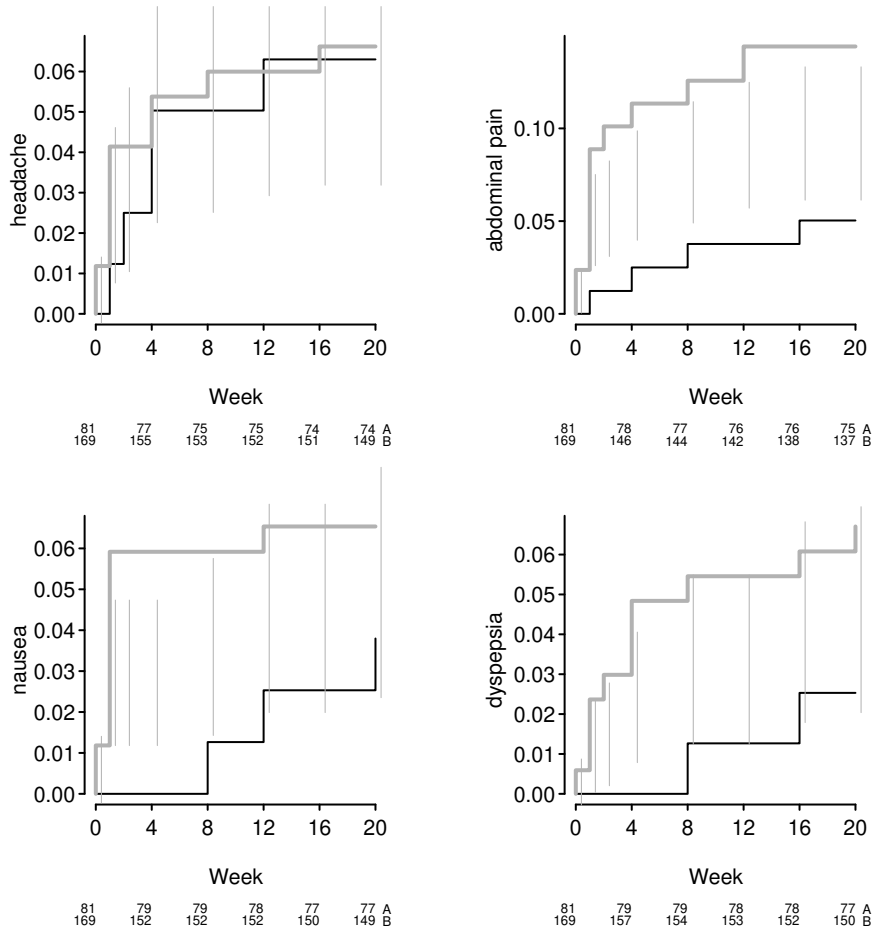 headache
0.06
0.05
0.04
0.03
0.02
0.01
0.00
0 4 8 12 16 20
Week
81 77 75 75 74 74 A
169 155 153 152 151 149 B
abdominal pain
0.10
0.05
0.00
0 4 8 12 16 20
Week
81 78 77 76 76 75 A
169 146 144 142 138 137 B
nausea
0.06
0.05
0.04
0.03
0.02
0.01
0.00
0 4 8 12 16 20
Week
81 79 79 78 77 77 A
169 152 152 152 150 149 B
dyspepsia
0.06
0.05
0.04
0.03
0.02
0.01
0.00
0 4 8 12 16 20
Week
81 79 79 78 78 77 A
169 157 154 153 152 150 B